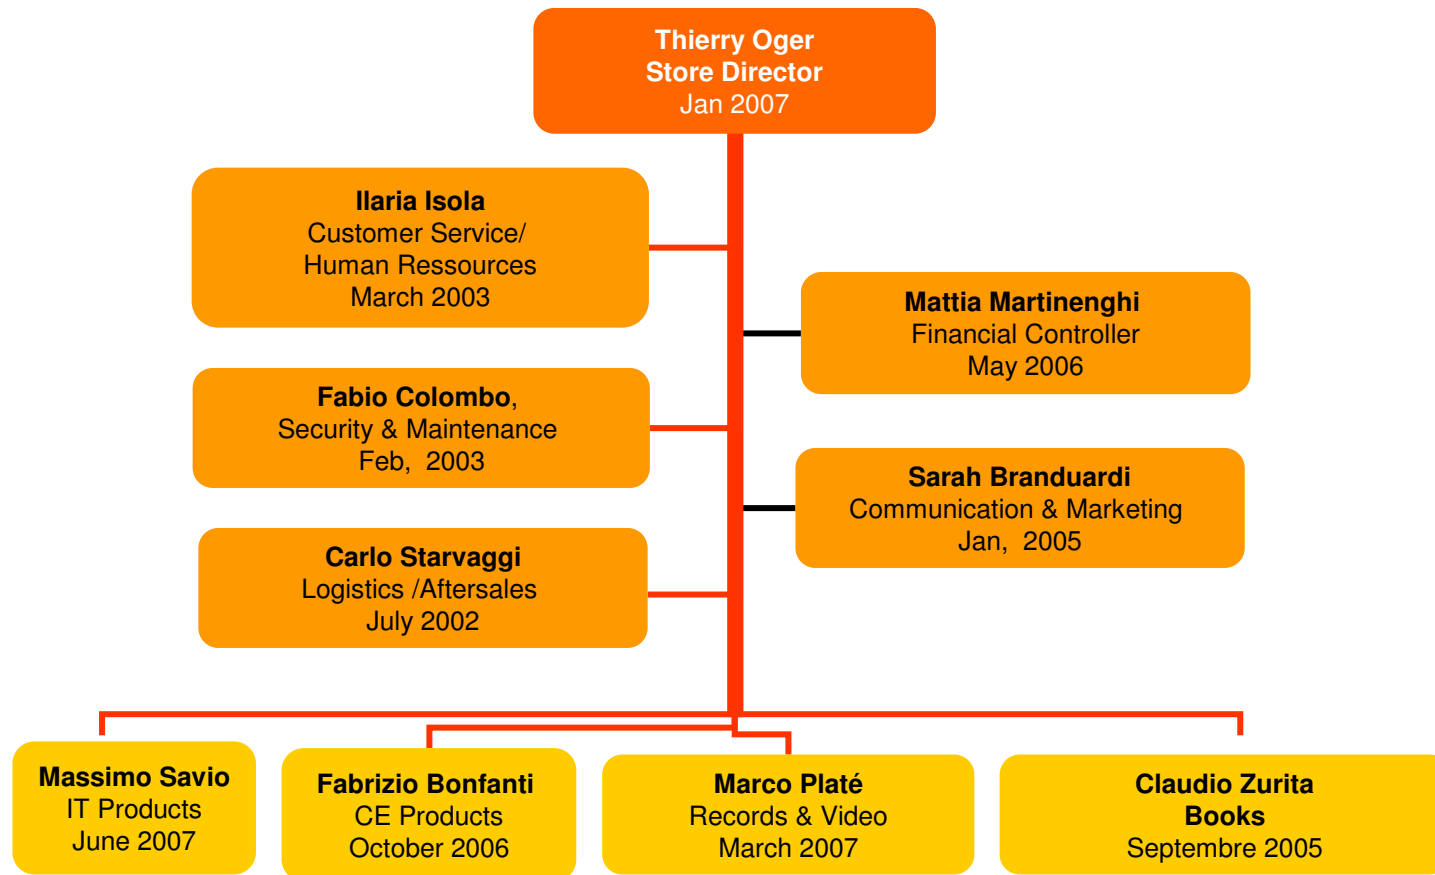 Thierry Oger
Store Director
Jan 2007
Ilaria Isola
Customer Service/
Human Ressources
March 2003
Mattia Martinenghi
Financial Controller
May 2006
Fabio Colombo,
Security & Maintenance
Feb,  2003
Sarah Branduardi
Communication & Marketing
Jan,  2005
Carlo Starvaggi
Logistics /Aftersales
July 2002
Massimo Savio
IT Products
June 2007
Fabrizio Bonfanti
CE Products
October 2006
Marco Platé
Records & Video
March 2007
Claudio Zurita
Books
Septembre 2005